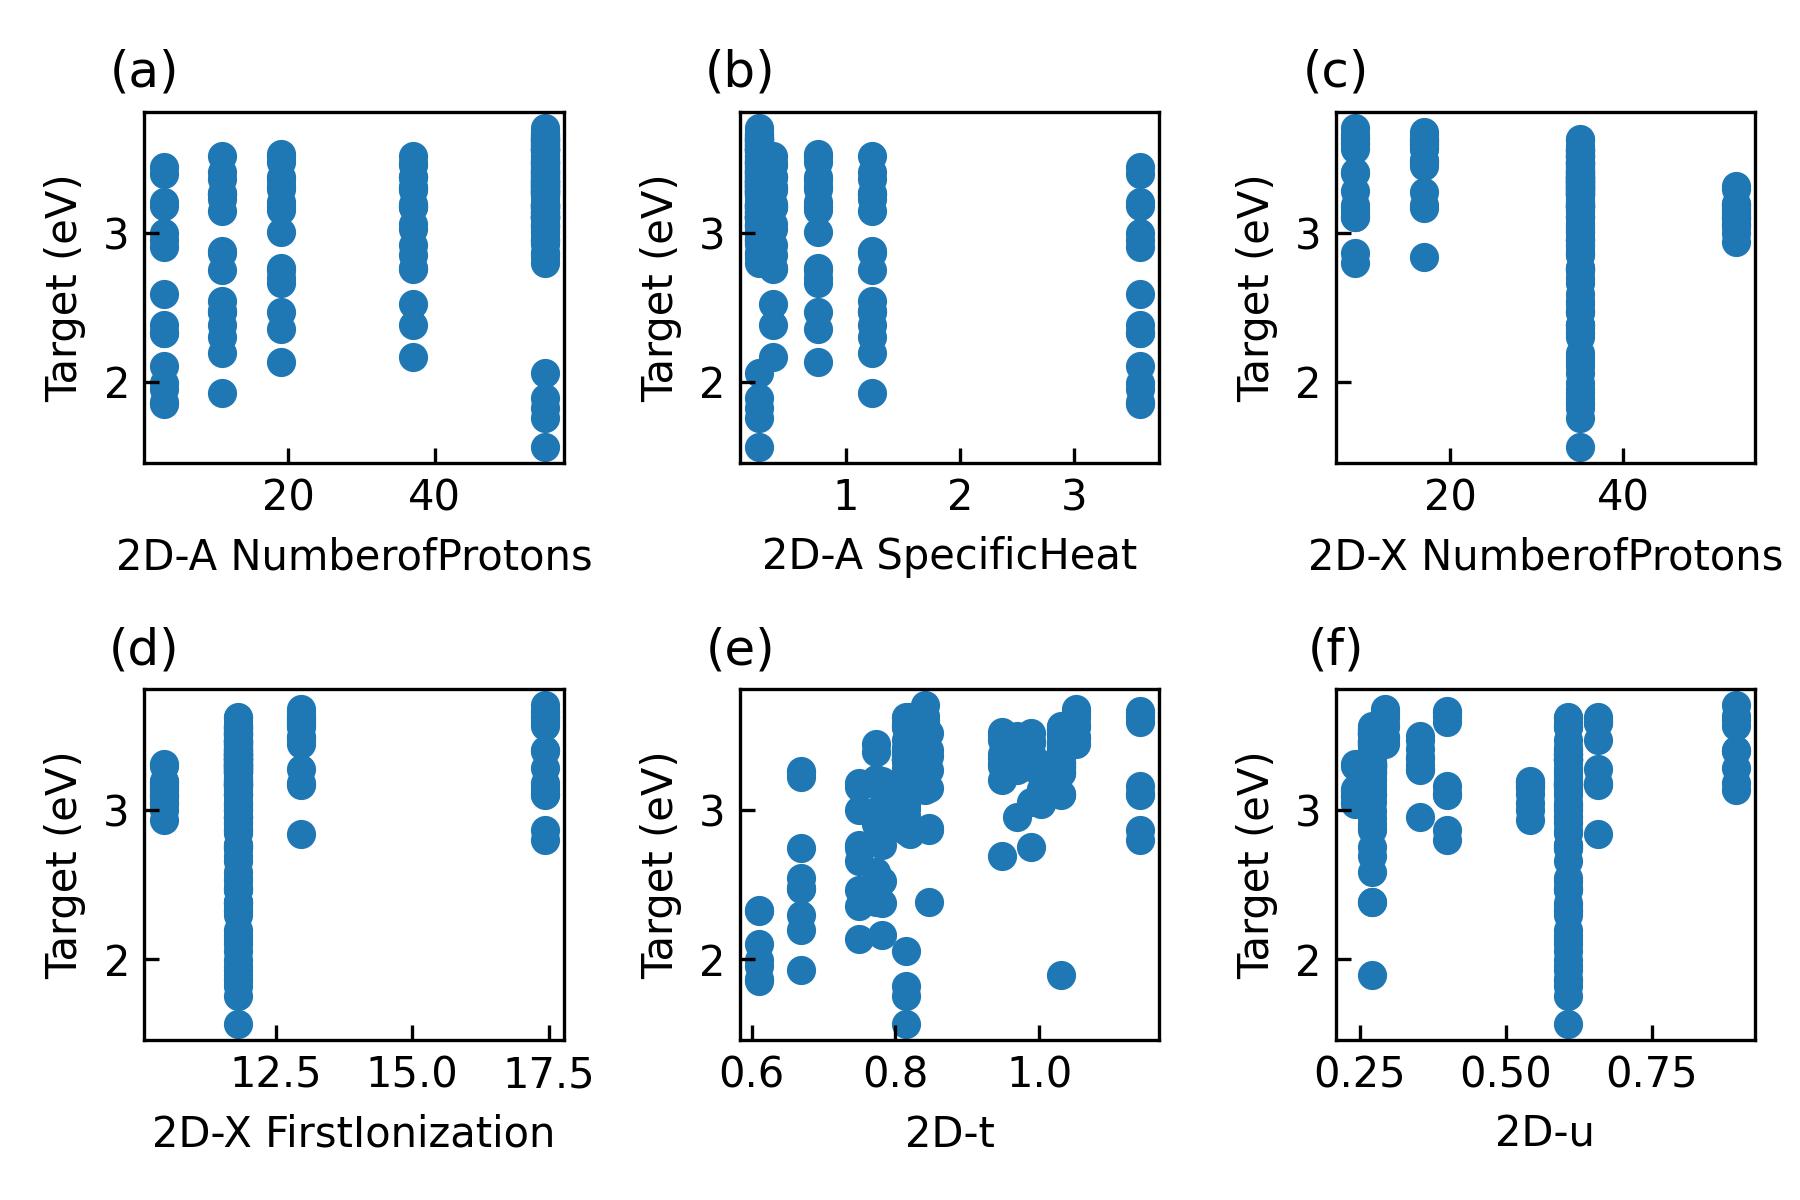 (a)
(b)
(c)
Target (eV)
3
2
20 40
2D-A NumberofProtons
Target (eV)
3
2
1 2 3
2D-A SpecificHeat
Target (eV)
3
2
20 40
2D-X NumberofProtons
(d)
(e)
(f)
Target (eV)
3
2
12.5 15.0 17.5
2D-X FirstIonization
Target (eV)
3
2
0.6 0.8 1.0
2D-t
Target (eV)
3
2
0.25 0.50 0.75
2D-u